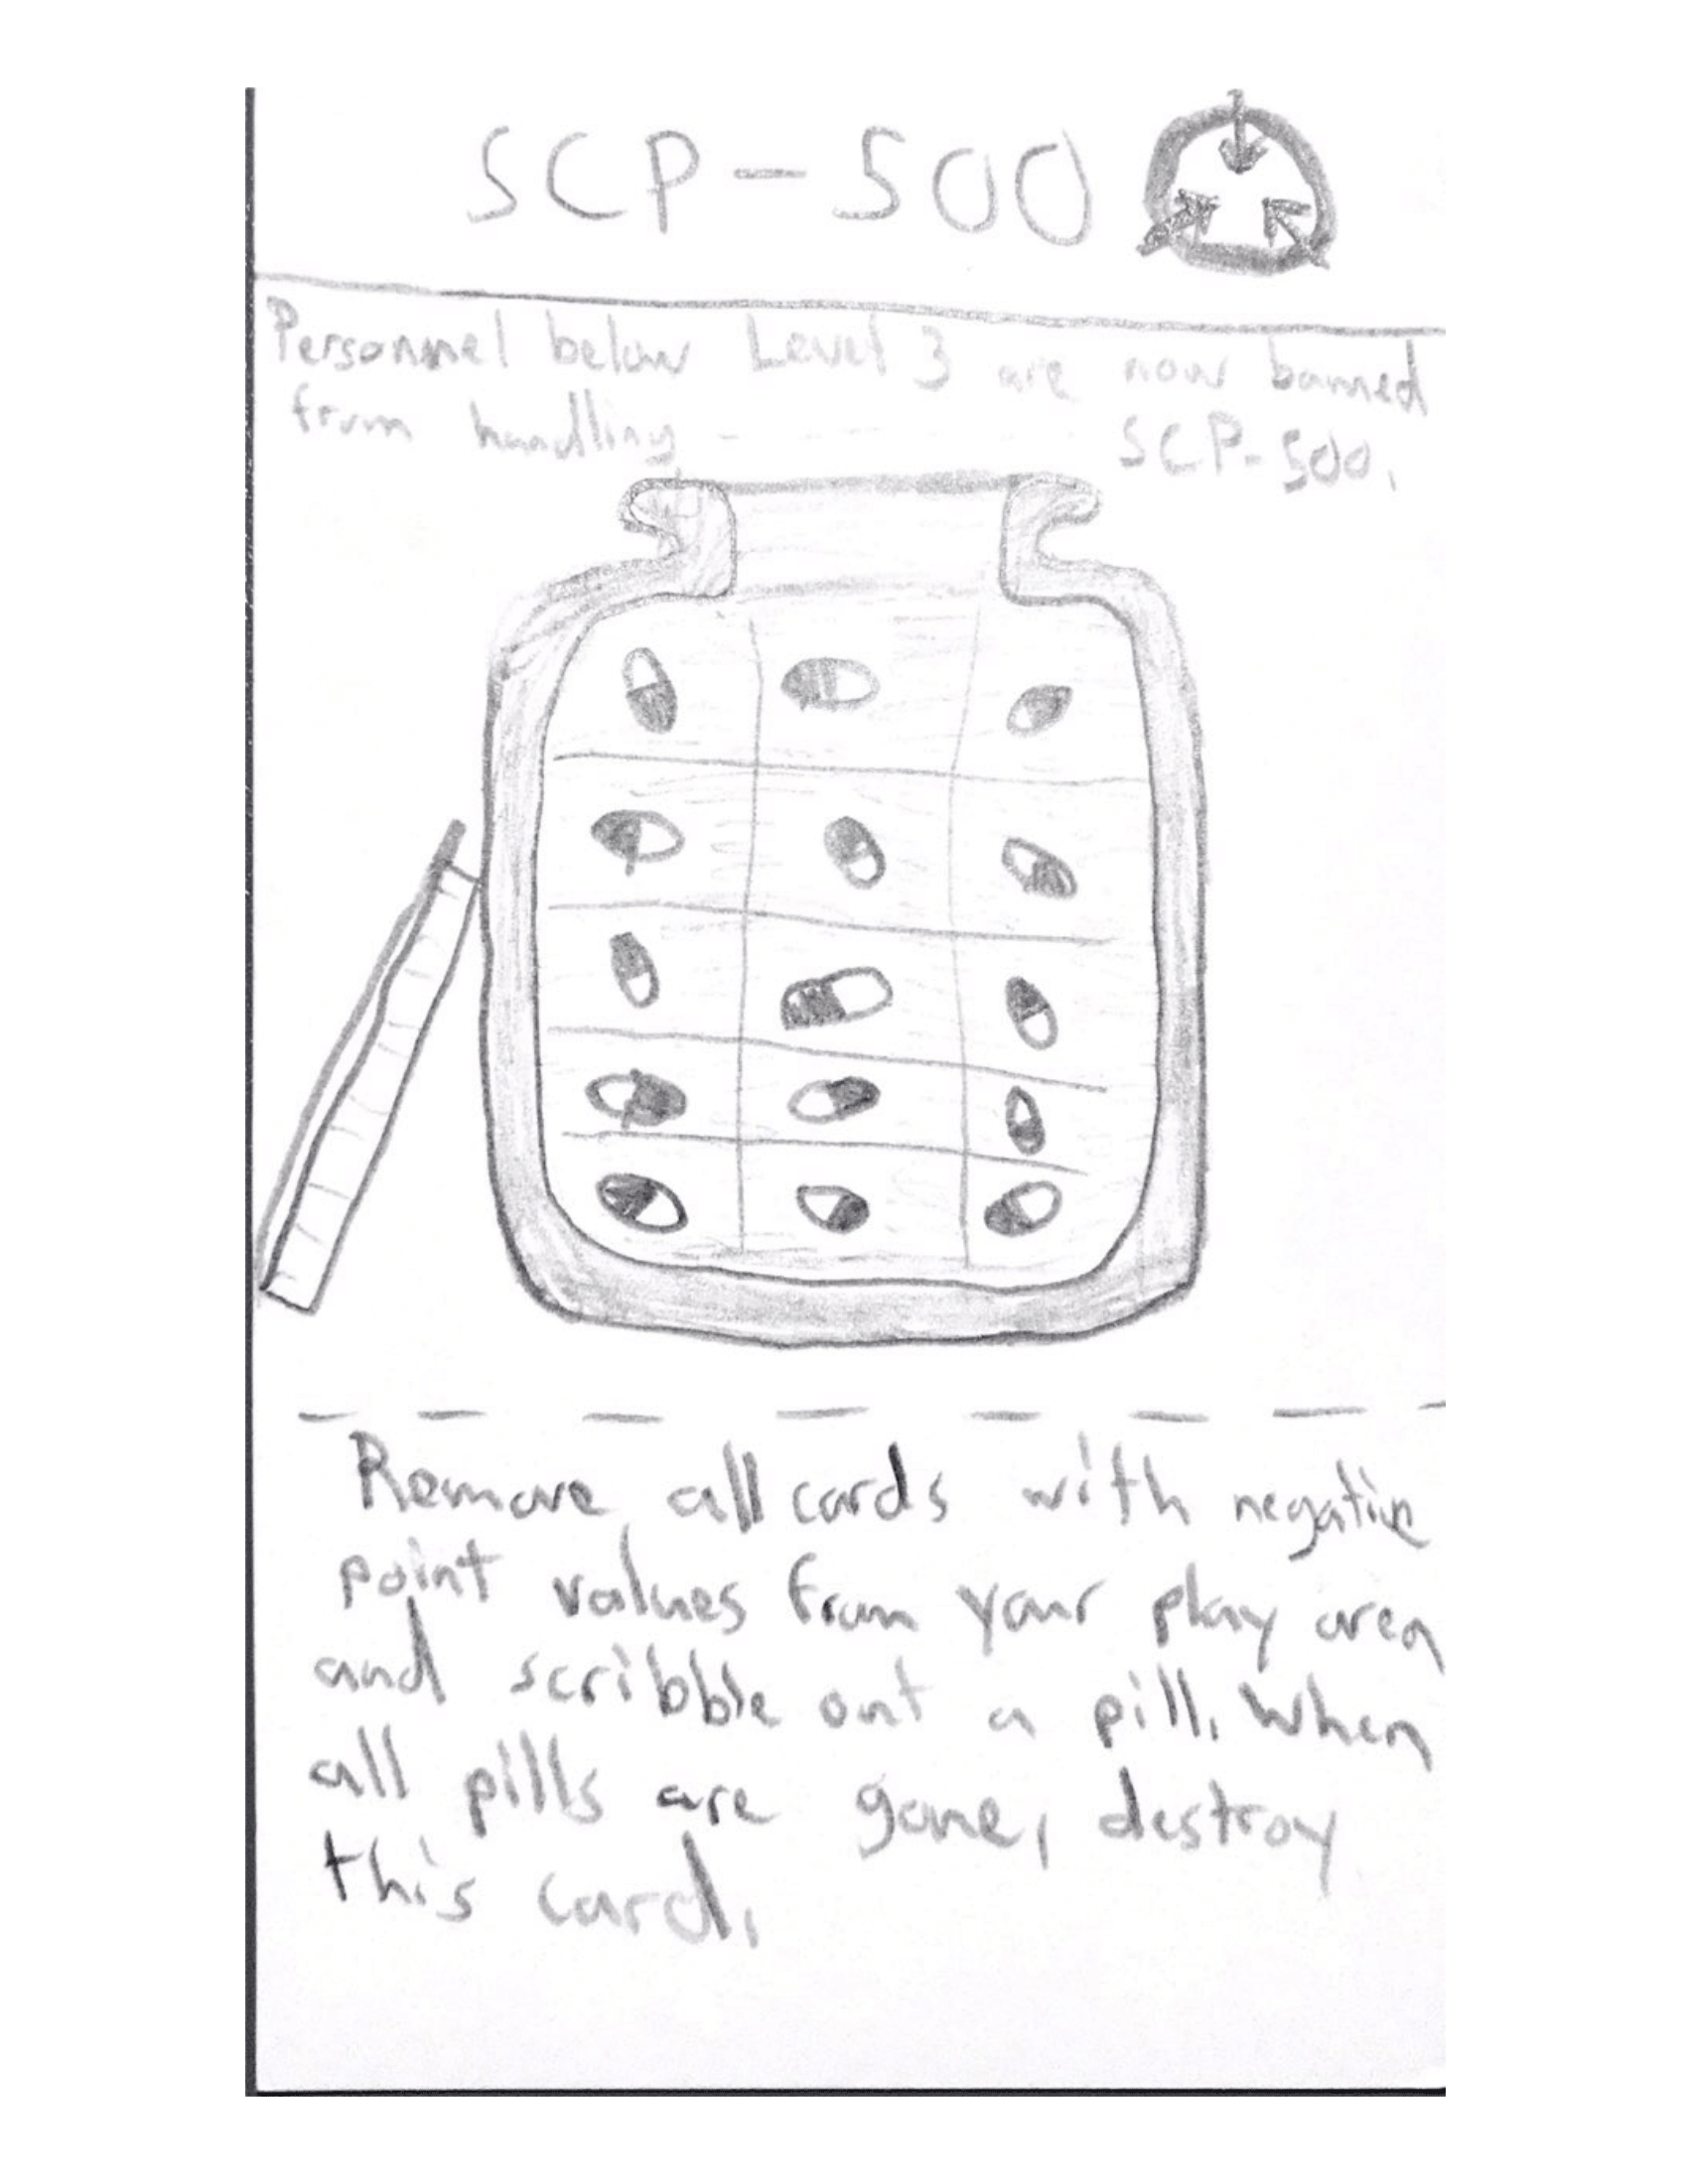 SCP-500
Personnel below Level 3 are now banned
from handling SCP-500.
Remove all cards with negative
point values from your play area
and scribble out a pill. When
all pills are gone, destroy
this card.